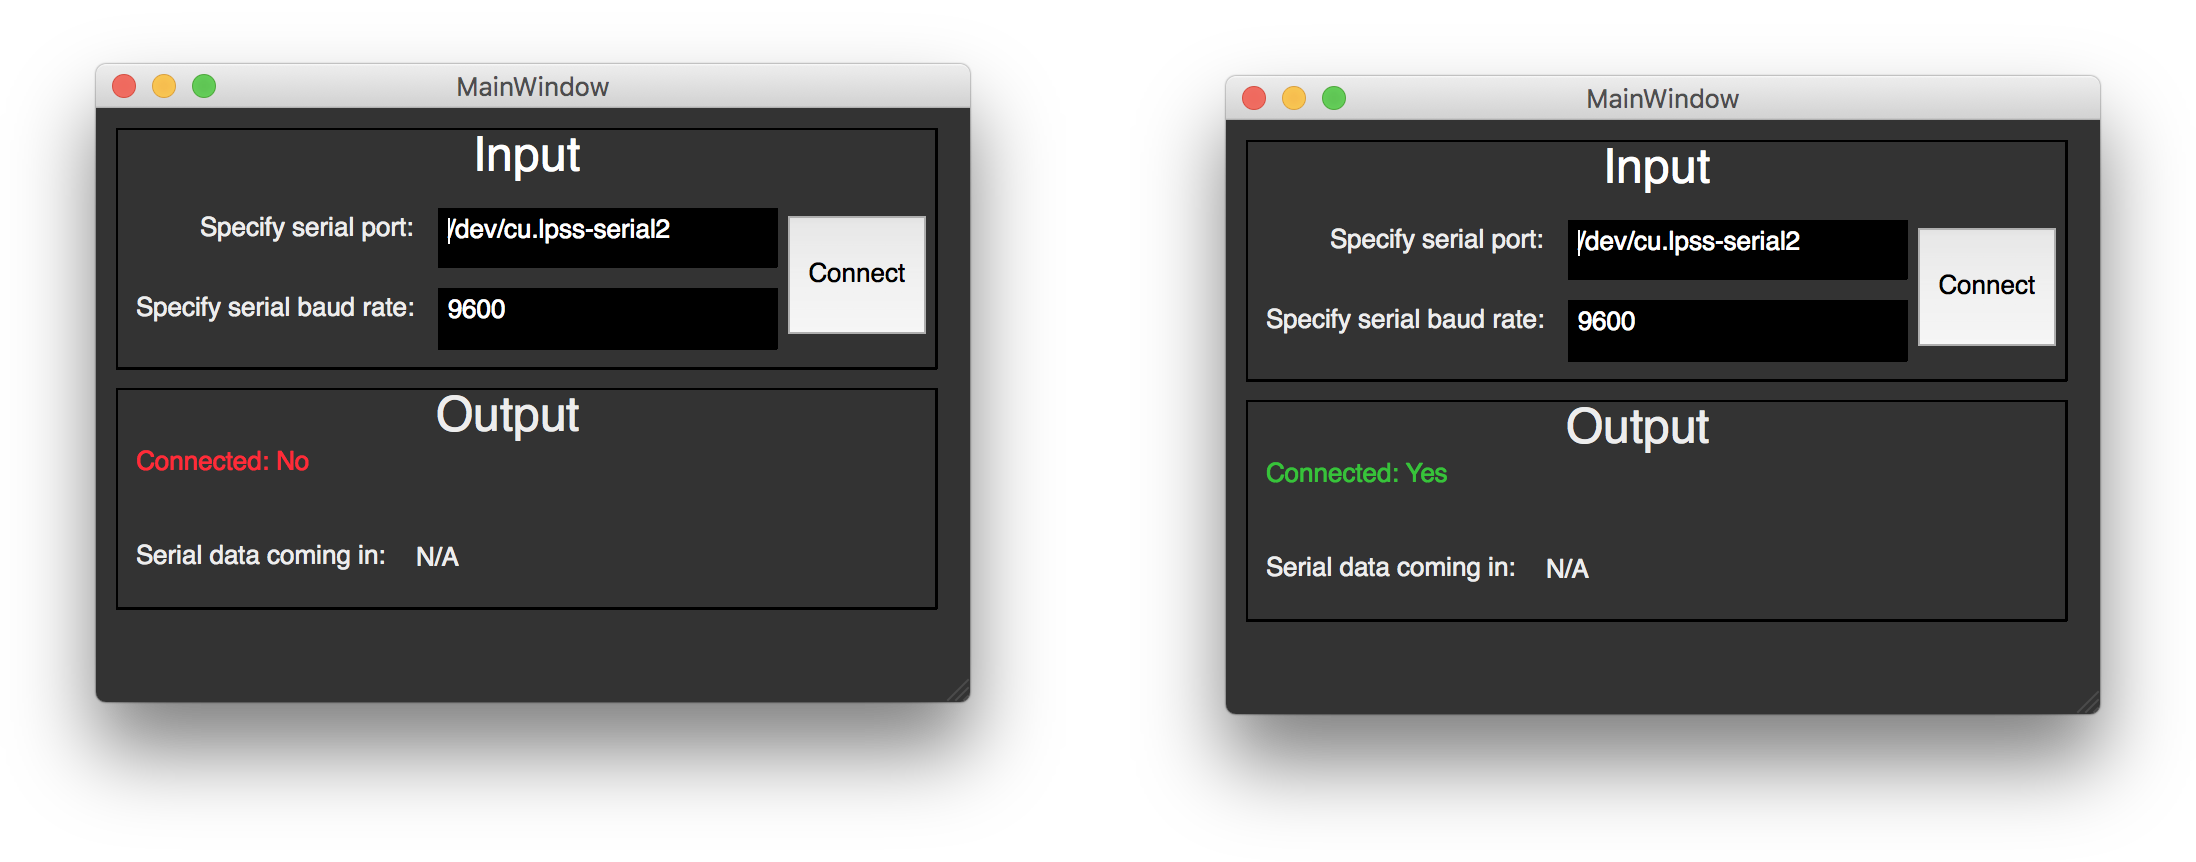 MainWindow
Input
Specify serial port: /dev/cu.lpss-serial2
Connect
Specify serial baud rate: 9600
Output
Connected: No
Serial data coming in: N/A
MainWindow
Input
Specify serial port: /dev/cu.lpss-serial2
Connect
Specify serial baud rate: 9600
Output
Connected: Yes
Serial data coming in: N/A